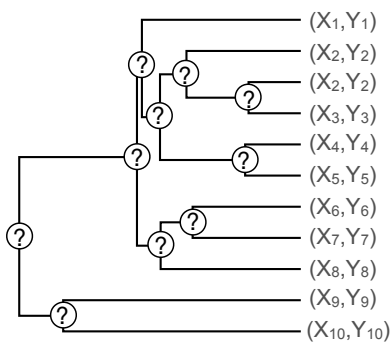 (X₁,Y₁)
(X₂,Y₂)
?
?
(X₂,Y₂)
?
(X₃,Y₃)
?
(X₄,Y₄)
?
?
(X₅,Y₅)
(X₆,Y₆)
?
(X₇,Y₇)
?
?
(X₈,Y₈)
(X₉,Y₉)
?
(X₁₀,Y₁₀)